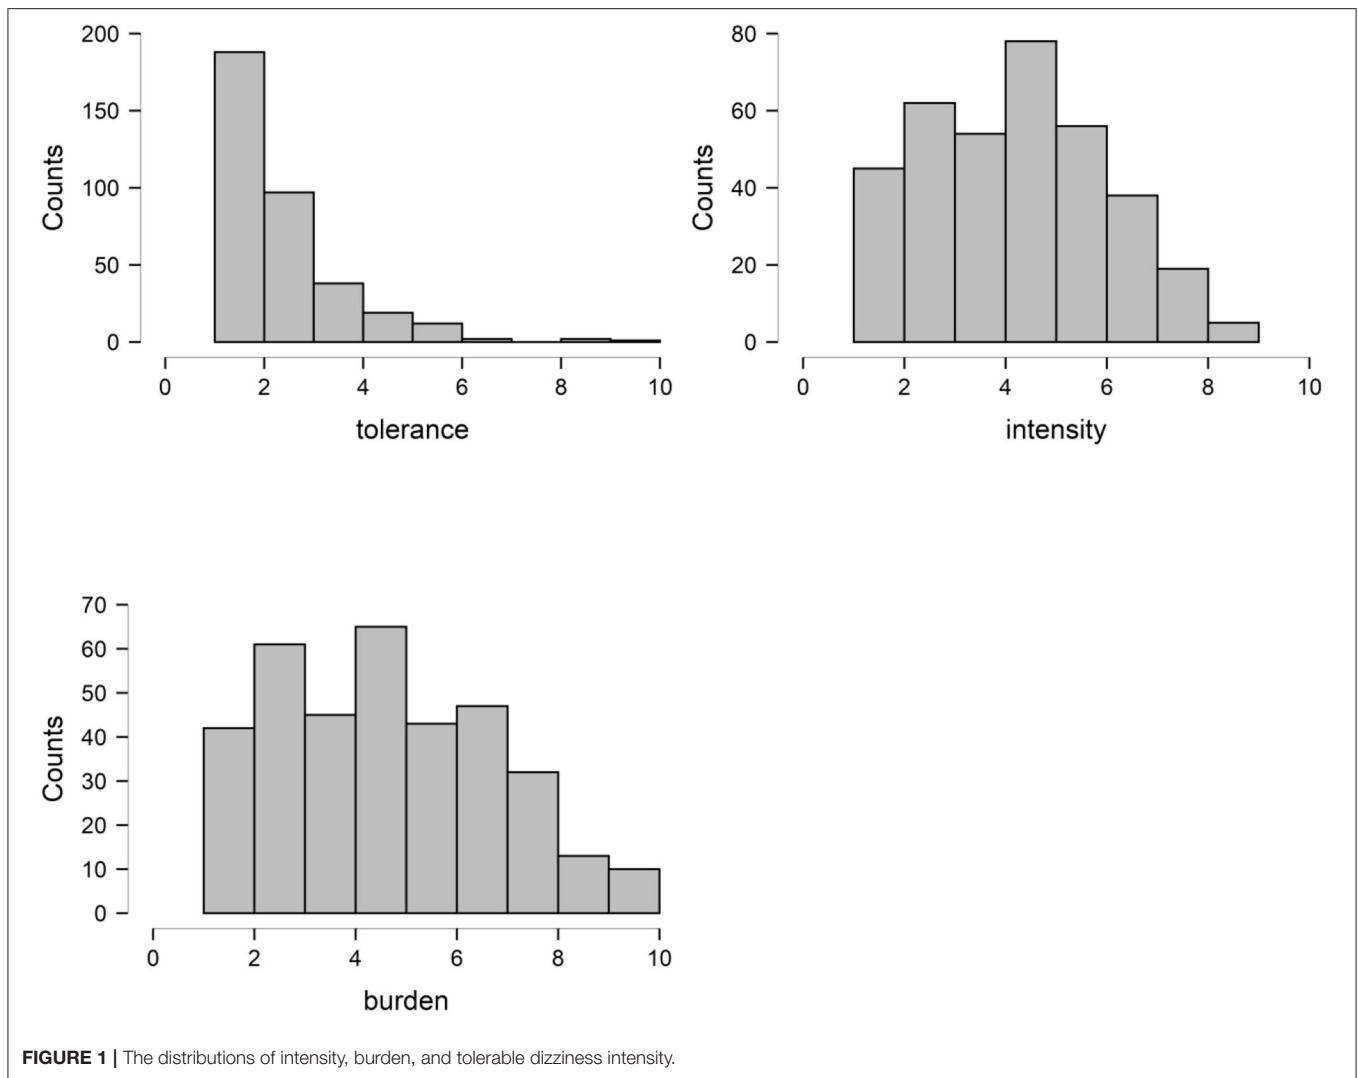 200
150
100
50
0
Counts
0 2 4 6 8 10
tolerance
80
60
40
20
0
Counts
0 2 4 6 8 10
intensity
70
60
50
40
30
20
10
0
Counts
0 2 4 6 8 10
burden
FIGURE 1 | The distributions of intensity, burden, and tolerable dizziness intensity.